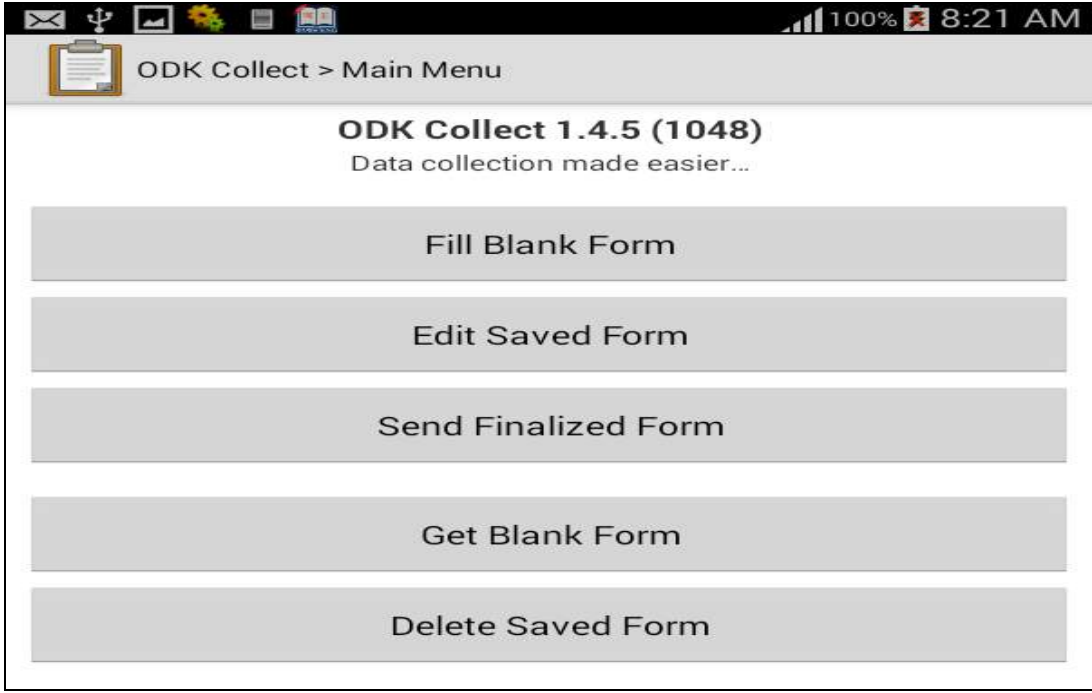 100% 8:21 AM
ODK Collect > Main Menu
ODK Collect 1.4.5 (1048)
Data collection made easier...
Fill Blank Form
Edit Saved Form
Send Finalized Form
Get Blank Form
Delete Saved Form